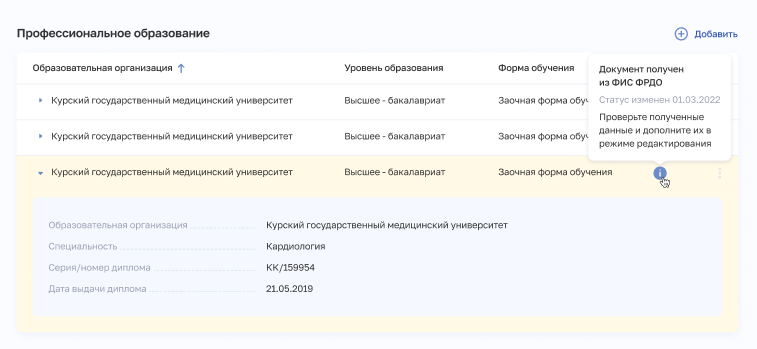 Профессиональное образование
Добавить
Образовательная организация ↑ Уровень образования Форма обучения
Курский государственный медицинский университет Высшее - бакалавриат Заочная форма обуч
Курский государственный медицинский университет Высшее - бакалавриат Заочная форма обуч
Документ получен
из ФИС ФРДО
Статус изменен 01.03.2022
Проверьте полученные
данные и дополните их в
режиме редактирования
Курский государственный медицинский университет Высшее - бакалавриат Заочная форма обучения
Образовательная организация Курский государственный медицинский университет
Специальность Кардиология
Серия/номер диплома КК/159954
Дата выдачи диплома 21.05.2019